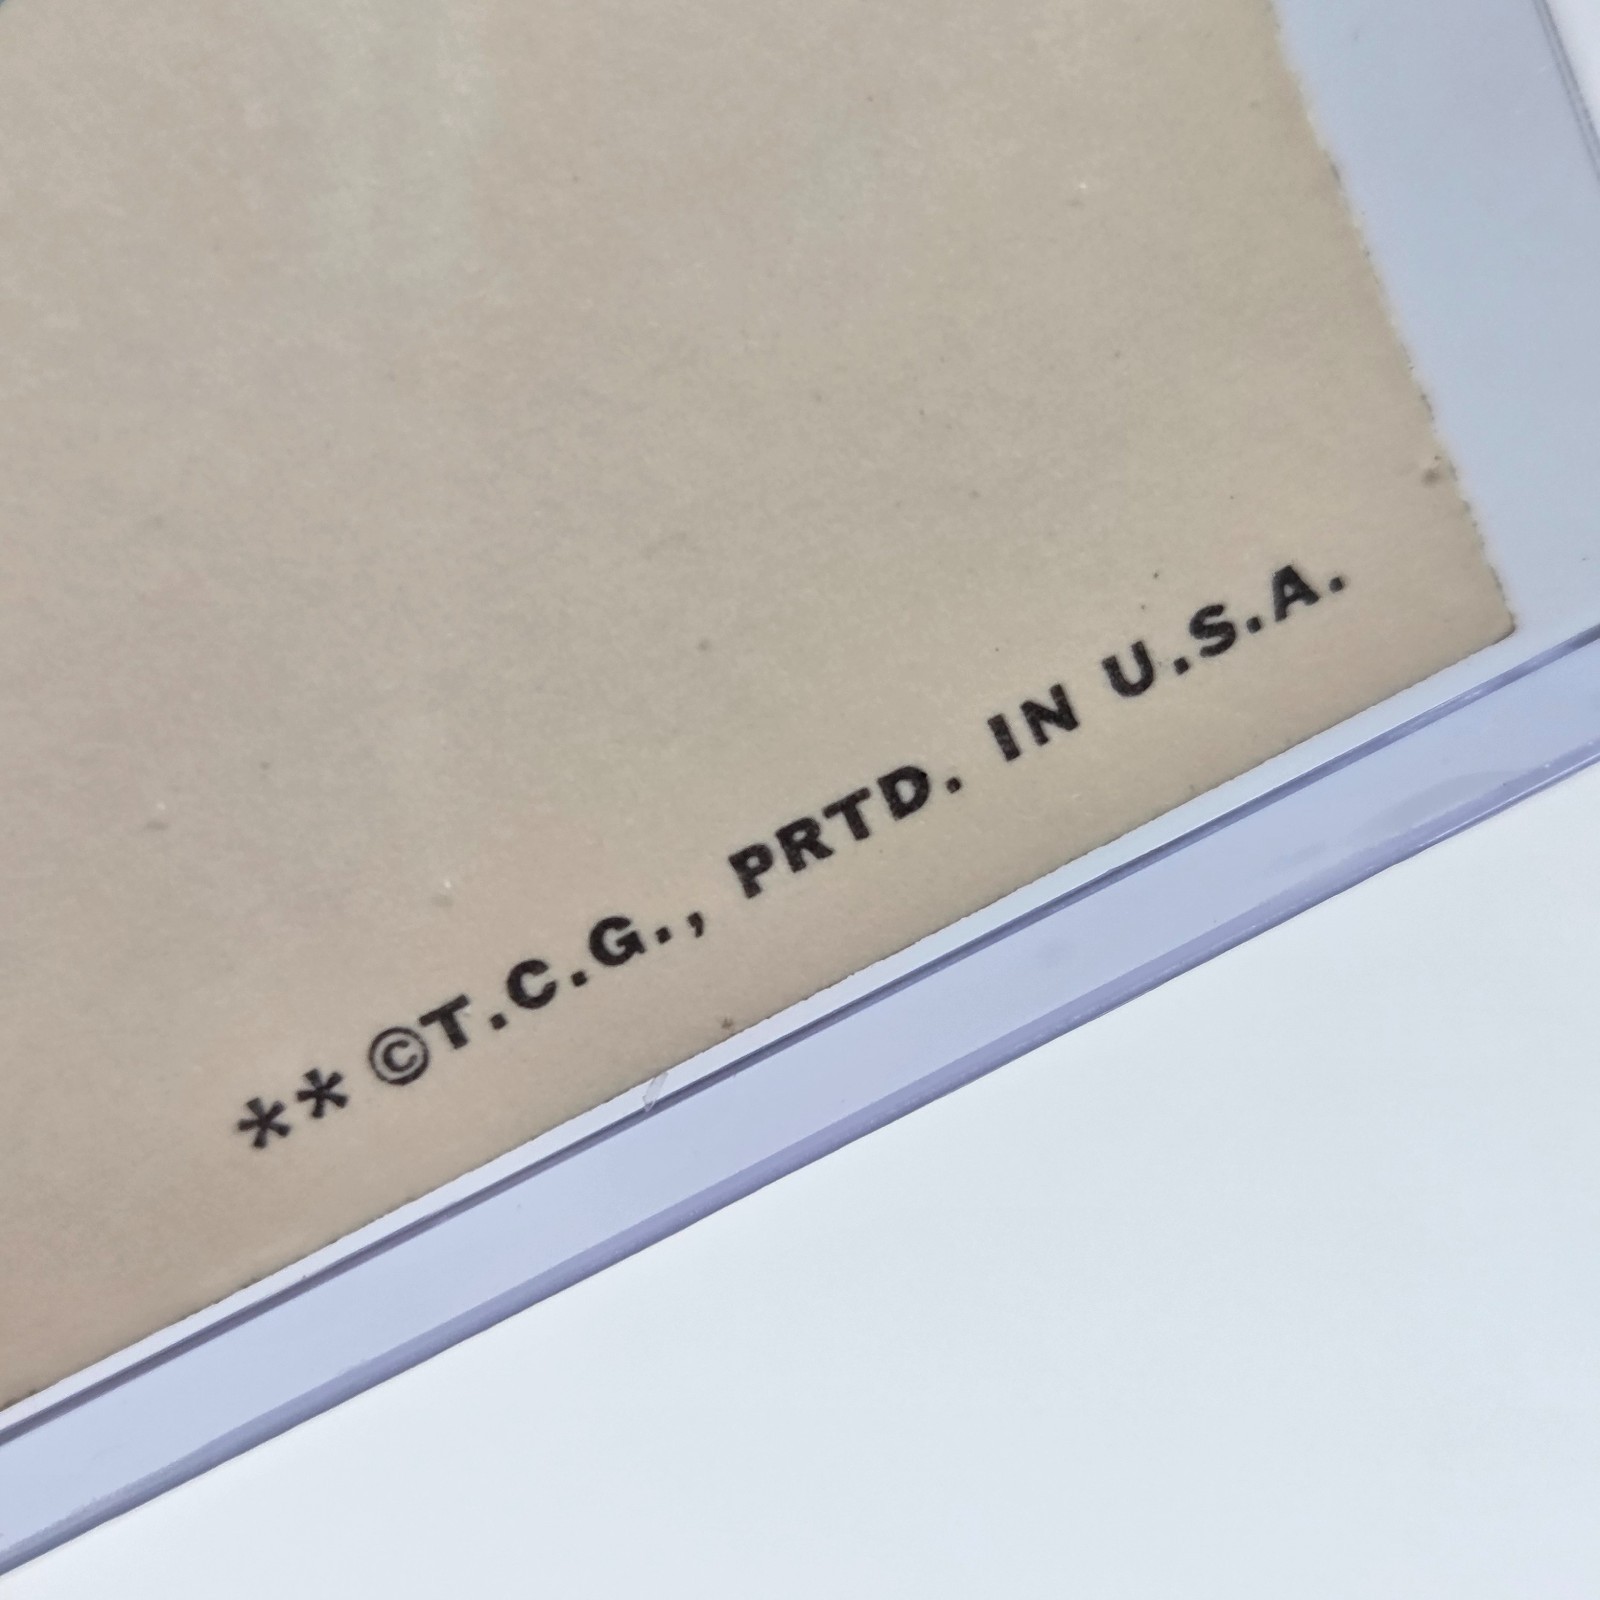 **©T.C.G., PRTD. IN U.S.A.